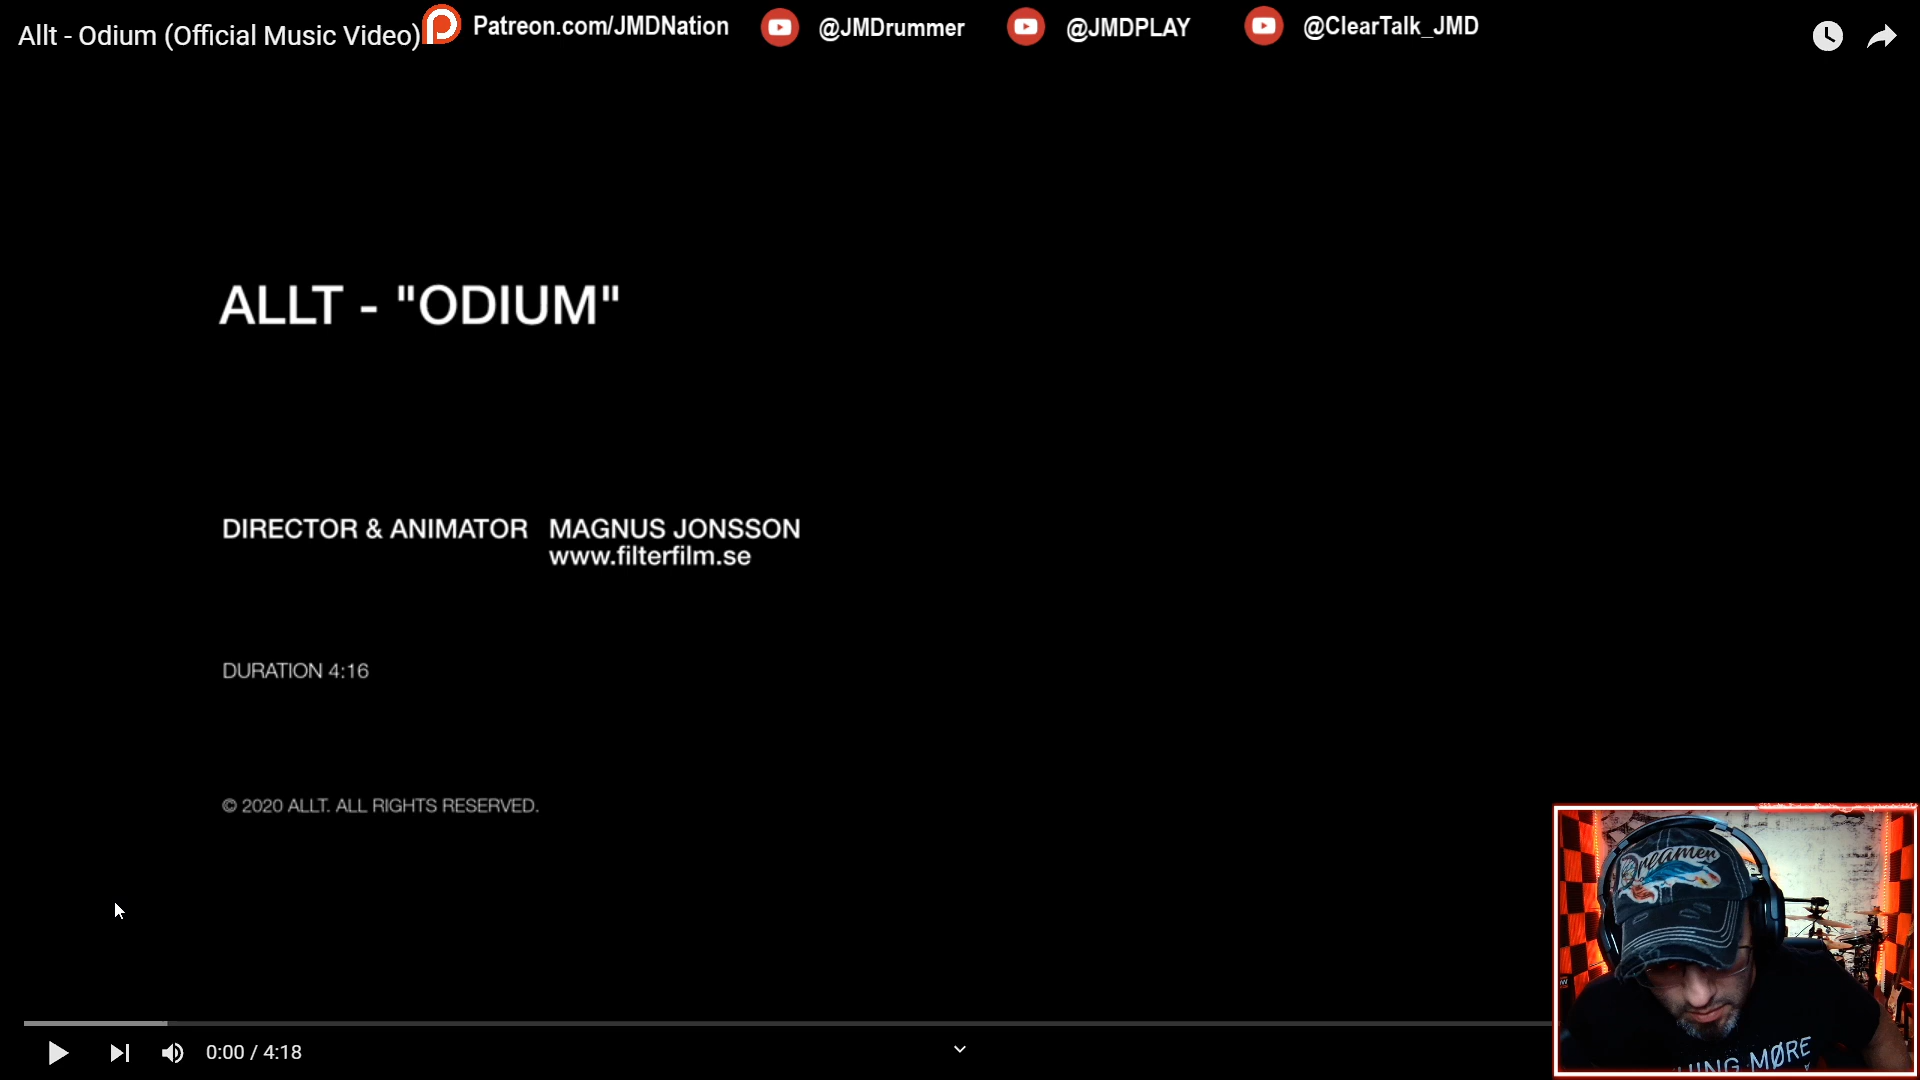 Allt - Odium (Official Music Video)
Patreon.com/JMDNation
@JMDrummer
@JMDPLAY
@ClearTalk_JMD
ALLT - "ODIUM"
DIRECTOR & ANIMATOR MAGNUS JONSSON
www.filterfilm.se
DURATION 4:16
© 2020 ALLT. ALL RIGHTS RESERVED.
Dreamer
MØRE
0:00 / 4:18